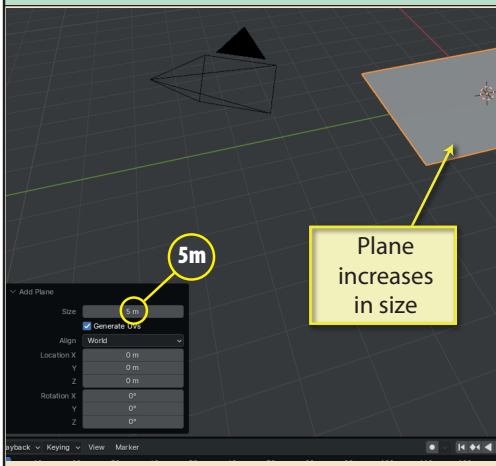 5m
Plane
increases
in size
Add Plane
Size 5 m
Generate UVs
Align World
Location X 0 m
Y 0 m
Z 0 m
Rotation X 0°
Y 0°
Z 0°
ayback Keying View Marker